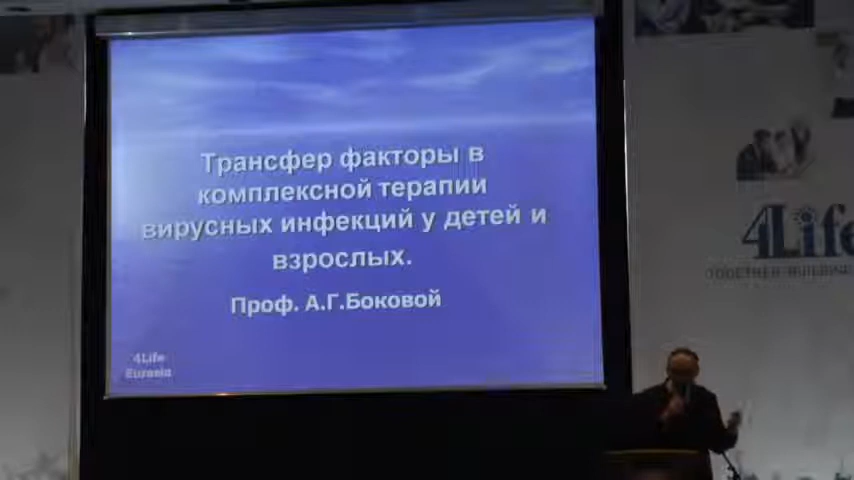 Трансфер факторы в
комплексной терапии
вирусных инфекций у детей и
взрослых.
Проф. А.Г.Боковой
4Life
Eurasia
4Life